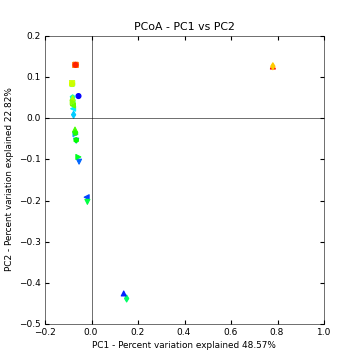 PCoA - PC1 vs PC2
0.2
0.1
0.0
−0.1
−0.2
−0.3
−0.4
−0.5
PC2 - Percent variation explained 22.82%
−0.2 0.0 0.2 0.4 0.6 0.8 1.0
PC1 - Percent variation explained 48.57%